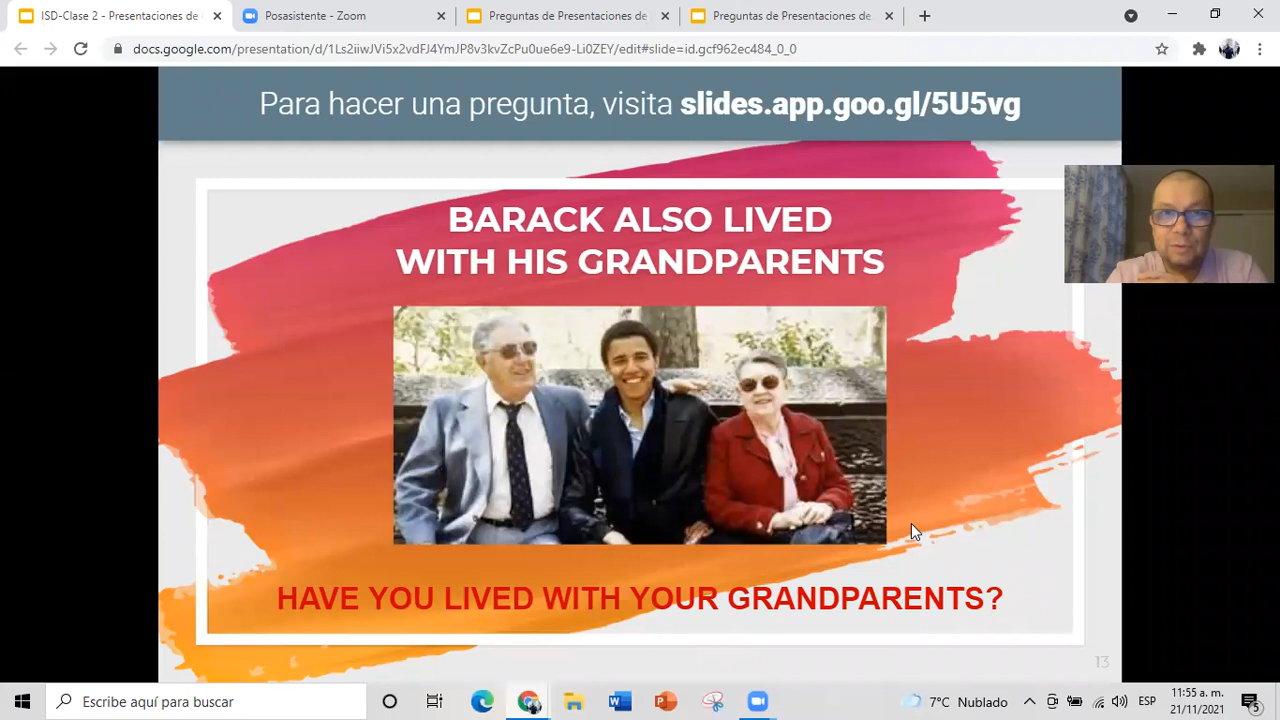 ISD-Clase 2 - Presentaciones de
Posasistente - Zoom
Preguntas de Presentaciones de
Preguntas de Presentaciones de
docs.google.com/presentation/d/1Ls2iiwJVi5x2vdFJ4YmJP8v3kvZcPu0ue6e9-Li0ZEY/edit#slide=id.gcf962ec484_0_0
Para hacer una pregunta, visita slides.app.goo.gl/5U5vg
BARACK ALSO LIVED
WITH HIS GRANDPARENTS
HAVE YOU LIVED WITH YOUR GRANDPARENTS?
13
Escribe aquí para buscar
7°C Nublado
ESP
11:55 a. m.
21/11/2021
5